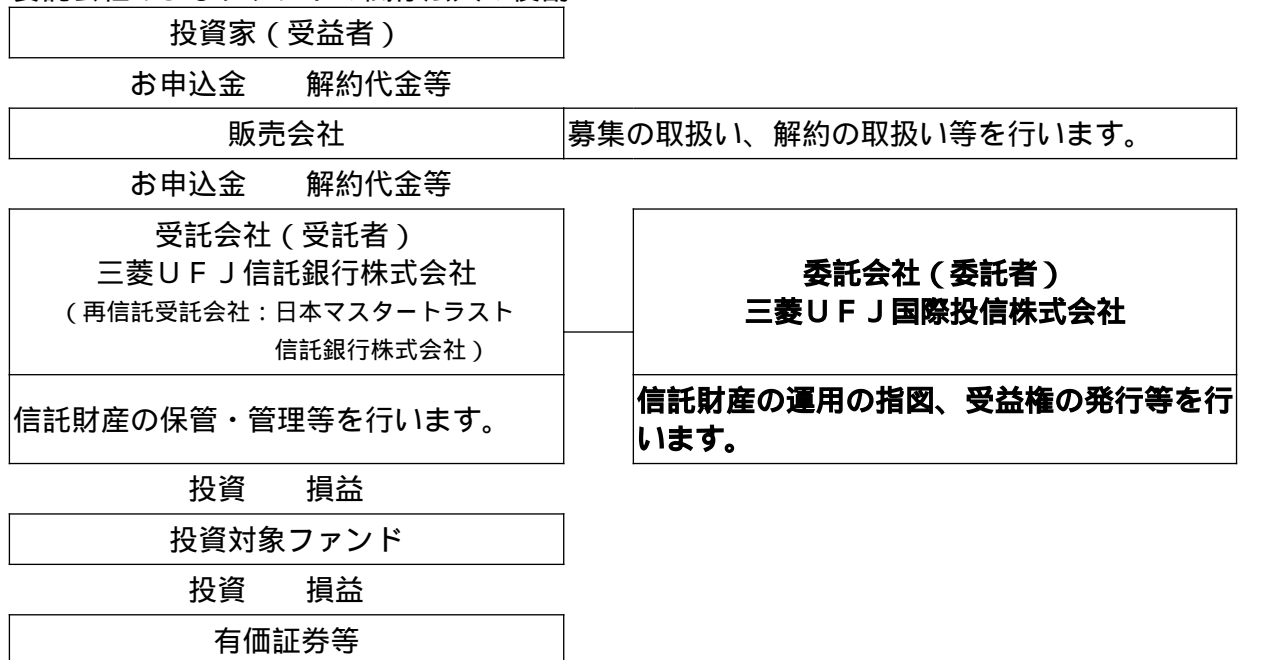 投資家（受益者）
お申込金　　解約代金等
販売会社　募集の取扱い、解約の取扱い等を行います。
お申込金　　解約代金等
受託会社（受託者）
三菱ＵＦＪ信託銀行株式会社
（再信託受託会社：日本マスタートラスト
信託銀行株式会社）
委託会社（委託者）
三菱ＵＦＪ国際投信株式会社
信託財産の保管・管理等を行います。
信託財産の運用の指図、受益権の発行等を行
います。
投資　　損益
投資対象ファンド
投資　　損益
有価証券等